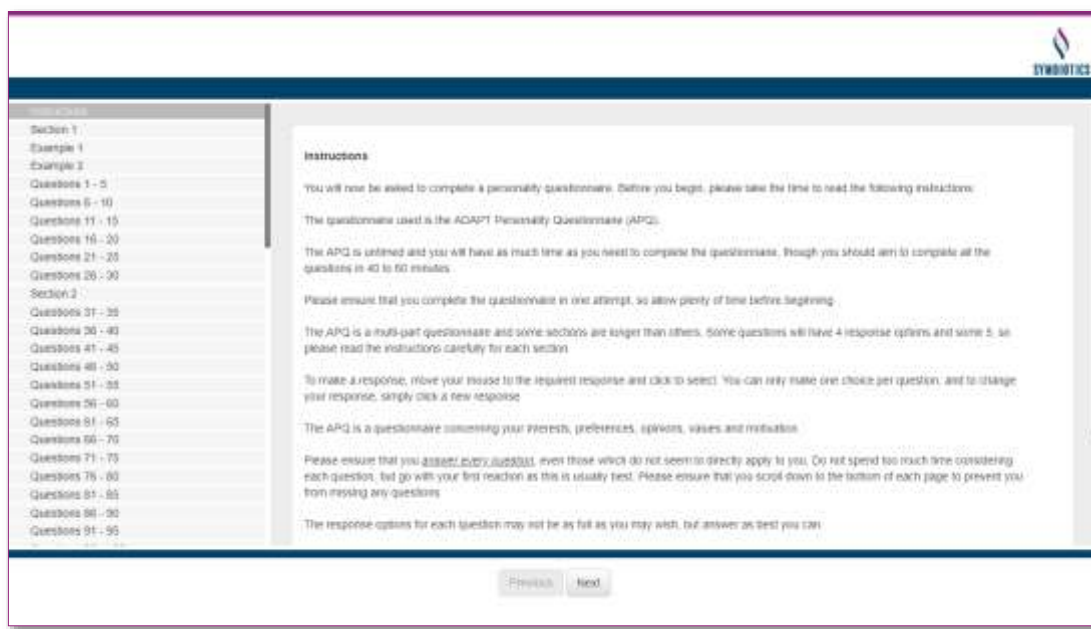 SYMBIOTICS
Instructions
Section 1
Example 1
Example 2
Questions 1 - 5
Questions 6 - 10
Questions 11 - 15
Questions 16 - 20
Questions 21 - 25
Questions 26 - 30
Section 2
Questions 31 - 35
Questions 36 - 40
Questions 41 - 45
Questions 46 - 50
Questions 51 - 55
Questions 56 - 60
Questions 61 - 65
Questions 66 - 70
Questions 71 - 75
Questions 76 - 80
Questions 81 - 85
Questions 86 - 90
Questions 91 - 95
Instructions
You will now be asked to complete a personality questionnaire. Before you begin, please take the time to read the following instructions:
The questionnaire used is the ADAPT Personality Questionnaire (APQ).
The APQ is untimed and you will have as much time as you need to complete the questionnaire, though you should aim to complete all the
questions in 40 to 60 minutes.
Please ensure that you complete the questionnaire in one attempt, so allow plenty of time before beginning.
The APQ is a multi-part questionnaire and some sections are longer than others. Some questions will have 4 response options and some 5, so
please read the instructions carefully for each section.
To make a response, move your mouse to the required response and click to select. You can only make one choice per question, and to change
your response, simply click a new response.
The APQ is a questionnaire concerning your interests, preferences, opinions, values and motivation.
Please ensure that you answer every question, even those which do not seem to directly apply to you. Do not spend too much time considering
each question, but go with your first reaction as this is usually best. Please ensure that you scroll down to the bottom of each page to prevent you
from missing any questions.
The response options for each question may not be as full as you may wish, but answer as best you can.
Previous
Next